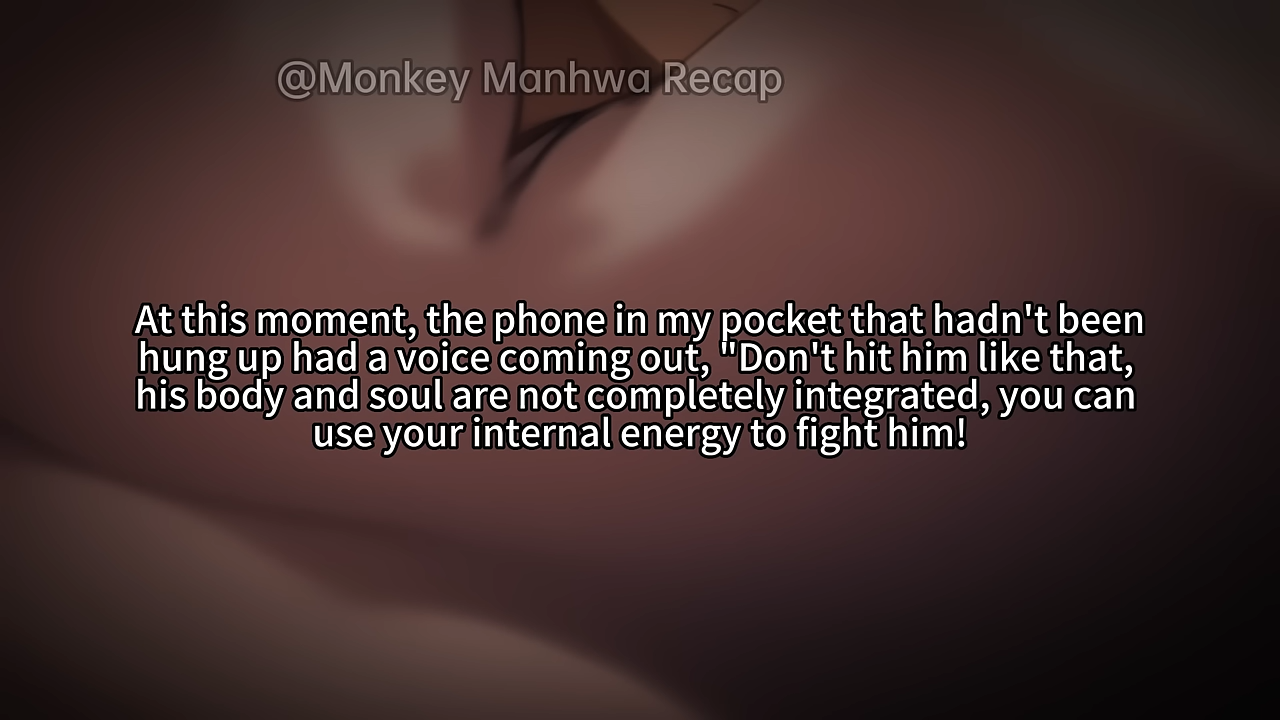 @Monkey Manhwa Recap
At this moment, the phone in my pocket that hadn't been
hung up had a voice coming out, "Don't hit him like that,
his body and soul are not completely integrated, you can
use your internal energy to fight him!